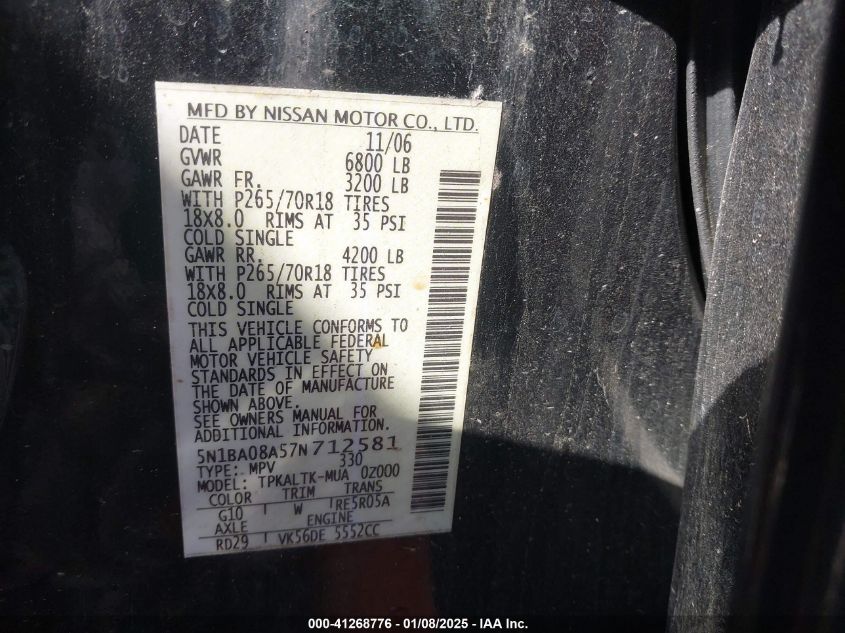 MFD BY NISSAN MOTOR CO., LTD.
DATE 11/06
GVWR 6800 LB
GAWR FR. 3200 LB
WITH P265/70R18 TIRES
18X8.0 RIMS AT 35 PSI
COLD SINGLE
GAWR RR. 4200 LB
WITH P265/70R18 TIRES
18X8.0 RIMS AT 35 PSI
COLD SINGLE
THIS VEHICLE CONFORMS TO
ALL APPLICABLE FEDERAL
MOTOR VEHICLE SAFETY
STANDARDS IN EFFECT ON
THE DATE OF MANUFACTURE
SHOWN ABOVE.
SEE OWNERS MANUAL FOR
ADDITIONAL INFORMATION.
5N1BA08A57N712581
TYPE: MPV 330
MODEL: TPKALTK-MUA 0Z000
COLOR TRIM TRANS
G10 W RE5R05A
AXLE ENGINE
RD29 VK56DE 5552CC
000-41268776 - 01/08/2025 - IAA Inc.